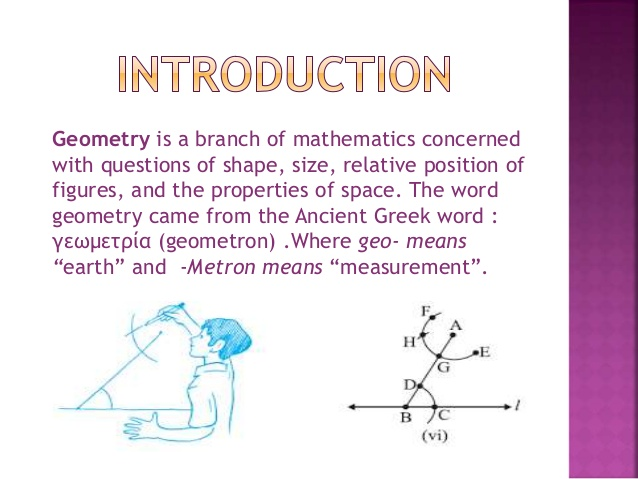 INTRODUCTION
Geometry is a branch of mathematics concerned
with questions of shape, size, relative position of
figures, and the properties of space. The word
geometry came from the Ancient Greek word :
γεωμετρία (geometron) .Where geo- means
“earth” and -Metron means “measurement”.
F
A
H
E
G
D
B
C
l
(vi)